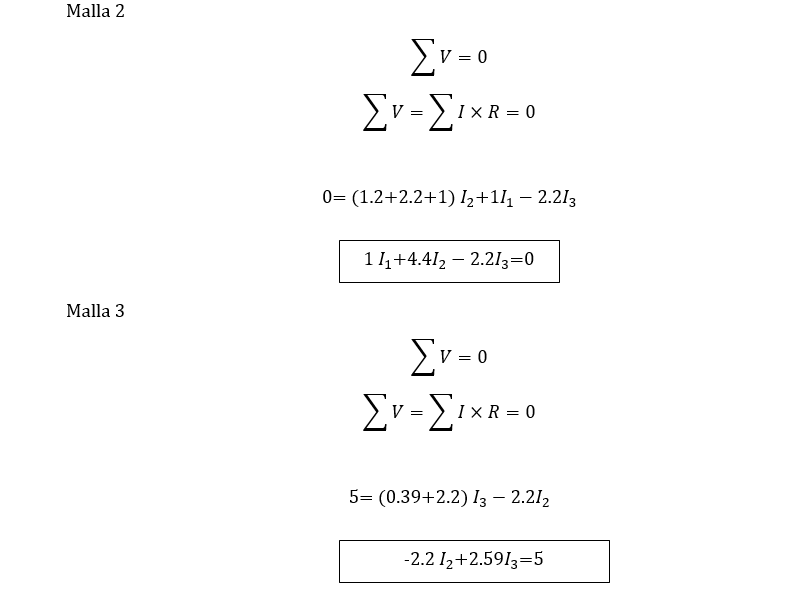 Malla 2
∑V = 0
∑V = ∑I × R = 0
0= (1.2+2.2+1) I₂+1I₁ − 2.2I₃
1 I₁+4.4I₂ − 2.2I₃=0
Malla 3
∑V = 0
∑V = ∑I × R = 0
5= (0.39+2.2) I₃ − 2.2I₂
-2.2 I₂+2.59I₃=5